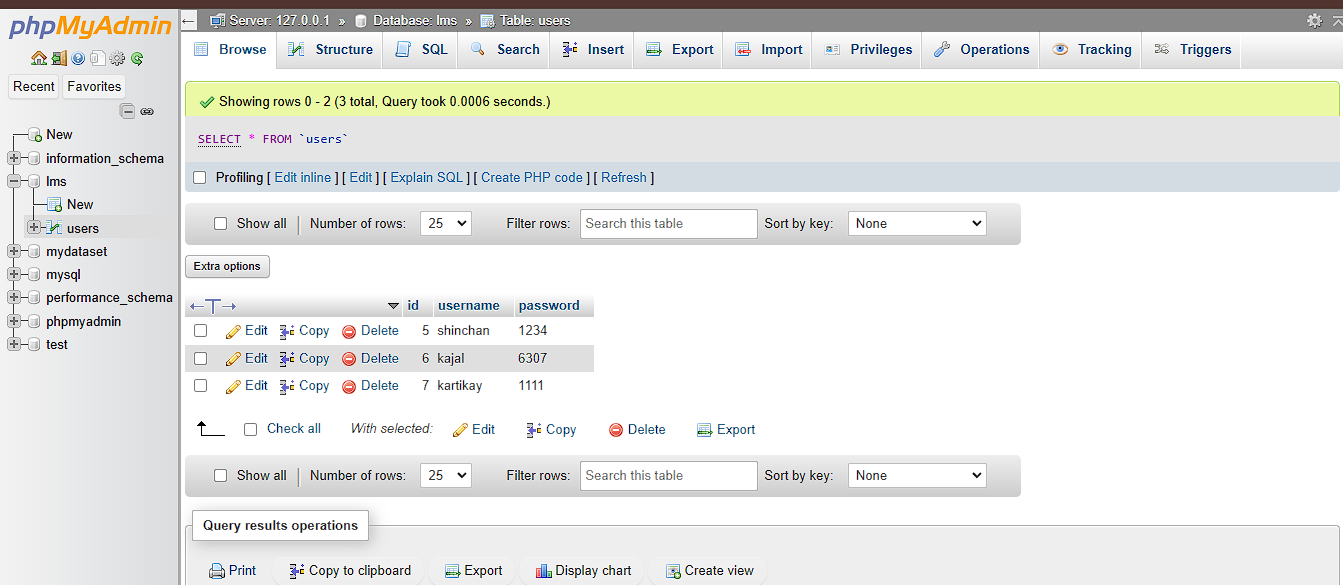 phpMyAdmin
Recent Favorites
New
information_schema
lms
New
users
mydataset
mysql
performance_schema
phpmyadmin
test
Server: 127.0.0.1 » Database: lms » Table: users
Browse Structure SQL Search Insert Export Import Privileges Operations Tracking Triggers
Showing rows 0 - 2 (3 total, Query took 0.0006 seconds.)
SELECT * FROM `users`
Profiling [ Edit inline ] [ Edit ] [ Explain SQL ] [ Create PHP code ] [ Refresh ]
Show all Number of rows: 25 Filter rows: Search this table Sort by key: None
Extra options
id username password
Edit Copy Delete 5 shinchan 1234
Edit Copy Delete 6 kajal 6307
Edit Copy Delete 7 kartikay 1111
Check all With selected: Edit Copy Delete Export
Show all Number of rows: 25 Filter rows: Search this table Sort by key: None
Query results operations
Print Copy to clipboard Export Display chart Create view